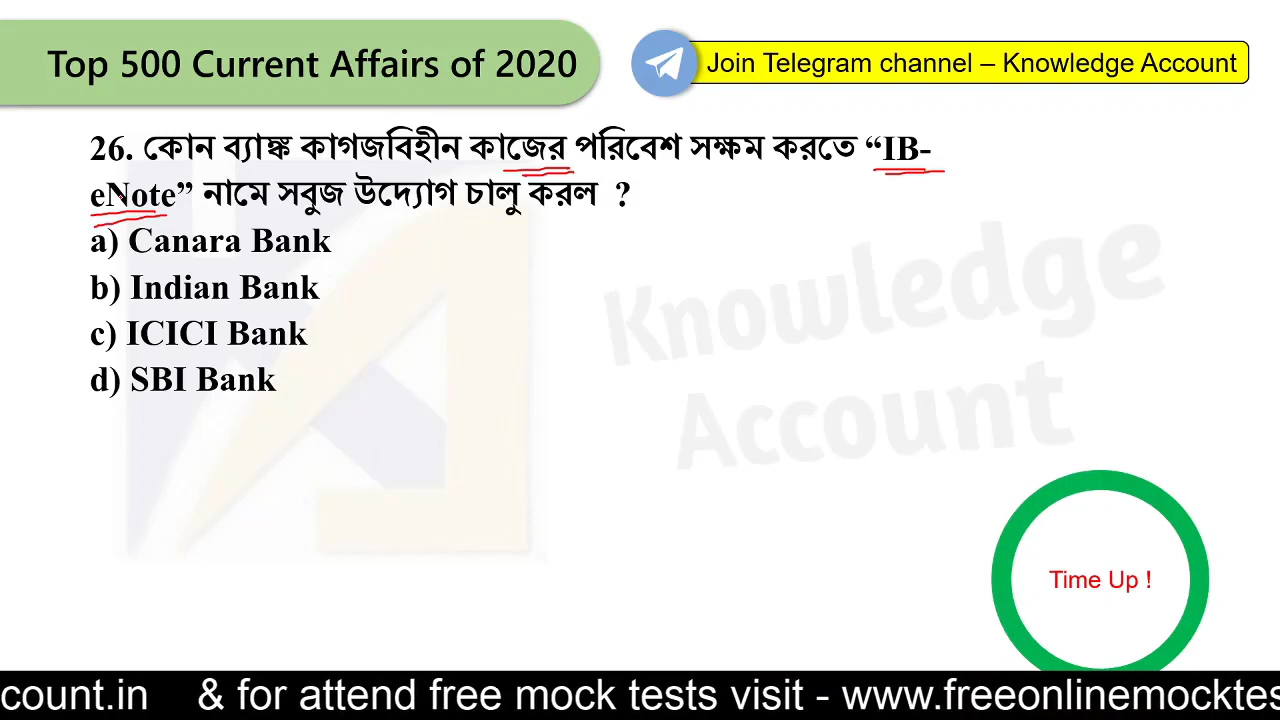 Top 500 Current Affairs of 2020
Join Telegram channel – Knowledge Account
26. কোন ব্যাঙ্ক কাগজবিহীন কাজের পরিবেশ সক্ষম করতে “IB-
eNote” নামে সবুজ উদ্যোগ চালু করল ?
a) Canara Bank
b) Indian Bank
c) ICICI Bank
d) SBI Bank
Knowledge
Account
Time Up !
count.in & for attend free mock tests visit - www.freeonlinemocktes